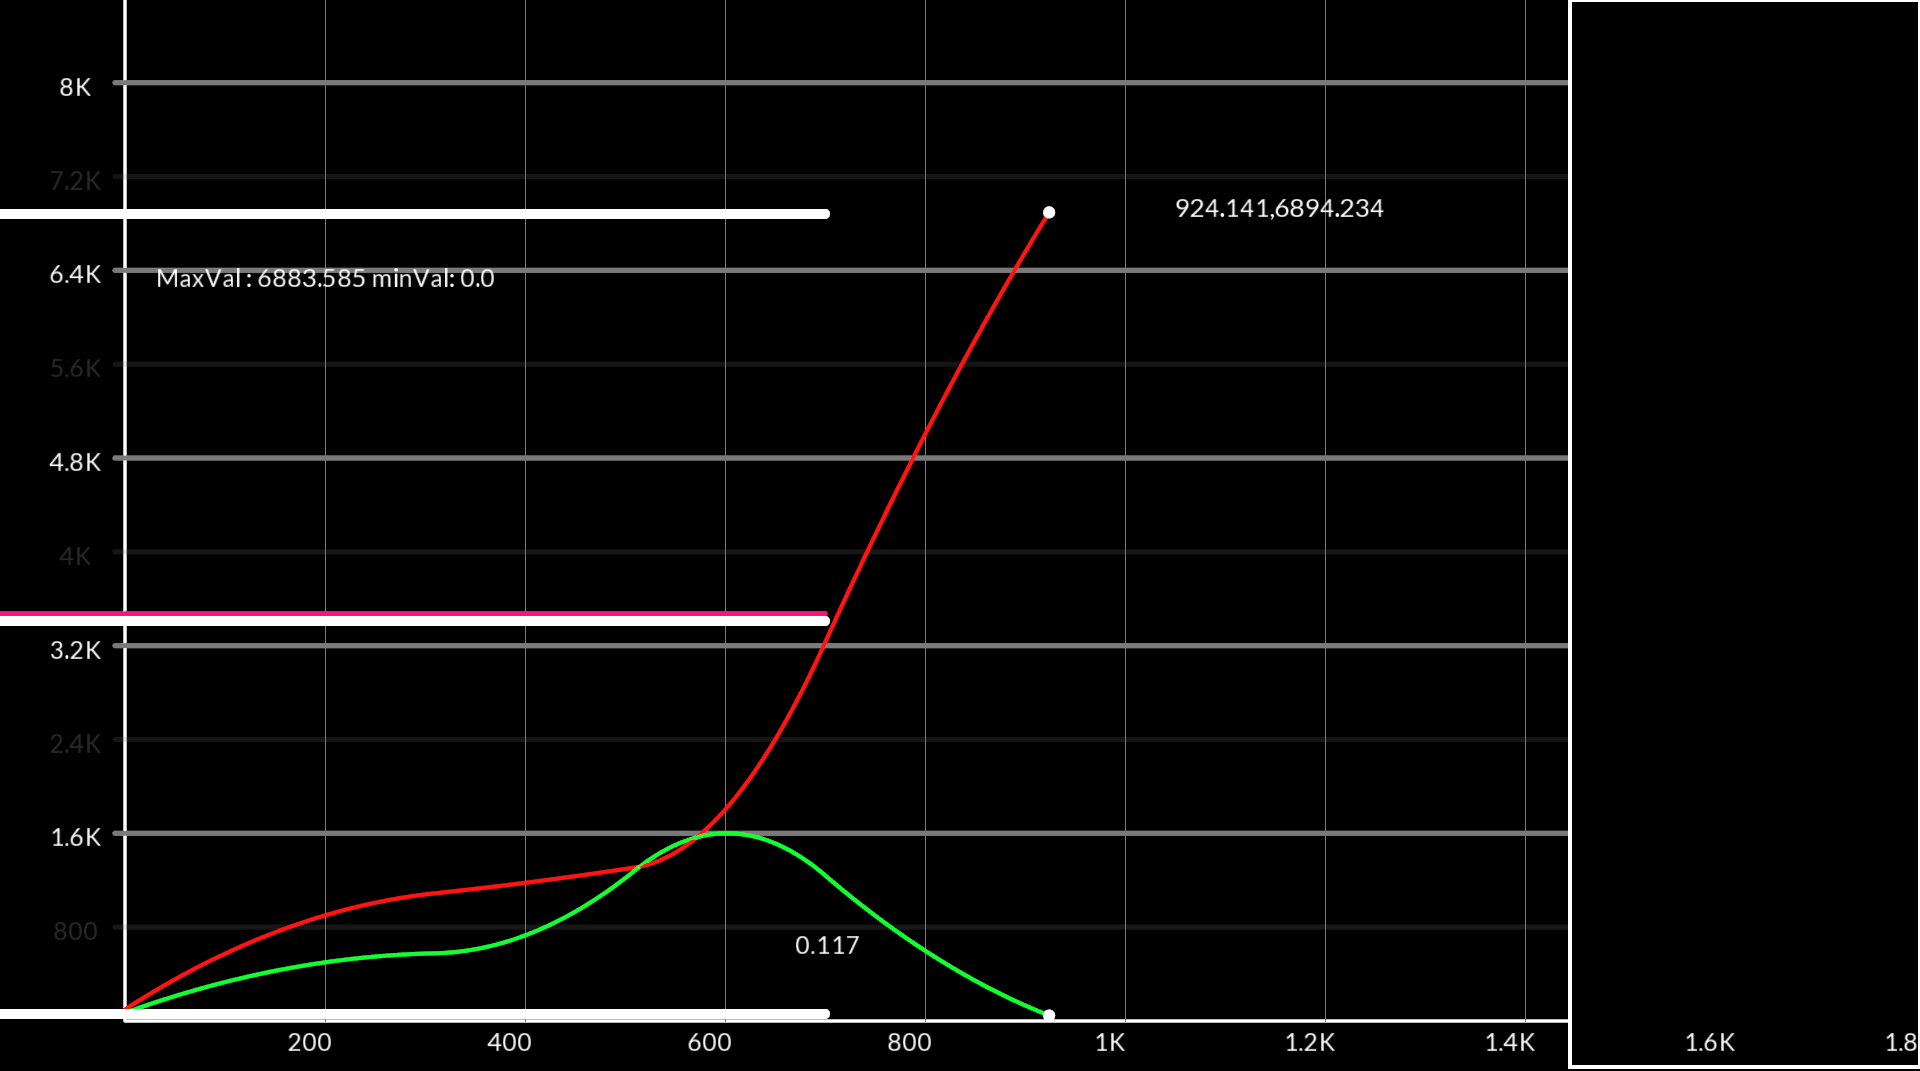 8K
7.2K
924.141,6894.234
6.4K
MaxVal : 6883.585 minVal: 0.0
5.6K
4.8K
4K
3.2K
2.4K
1.6K
800
0.117
200 400 600 800 1K 1.2K 1.4K 1.6K 1.8